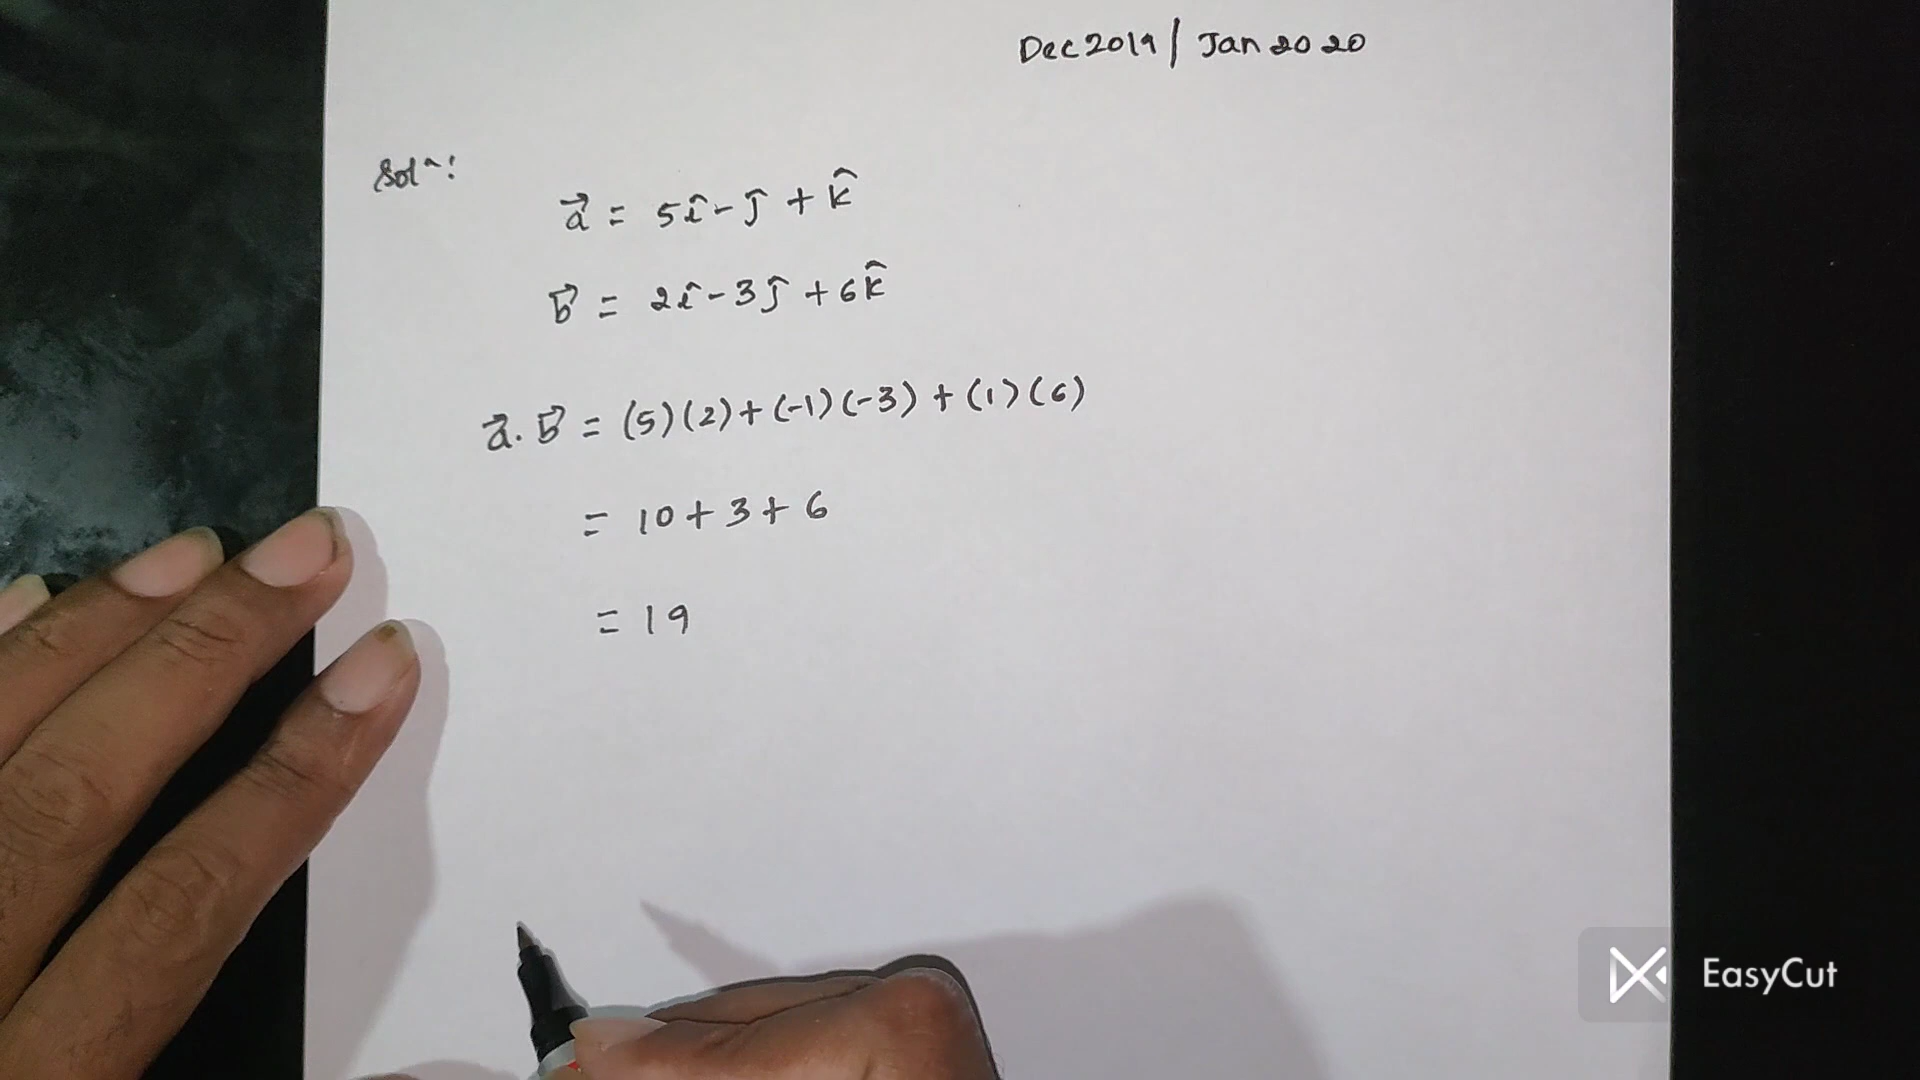 Dec 2019 / Jan 2020
Solⁿ:
a⃗ = 5î - ĵ + k̂
b⃗ = 2î - 3ĵ + 6k̂
a⃗ . b⃗ = (5)(2) + (-1)(-3) + (1)(6)
= 10 + 3 + 6
= 19
EasyCut